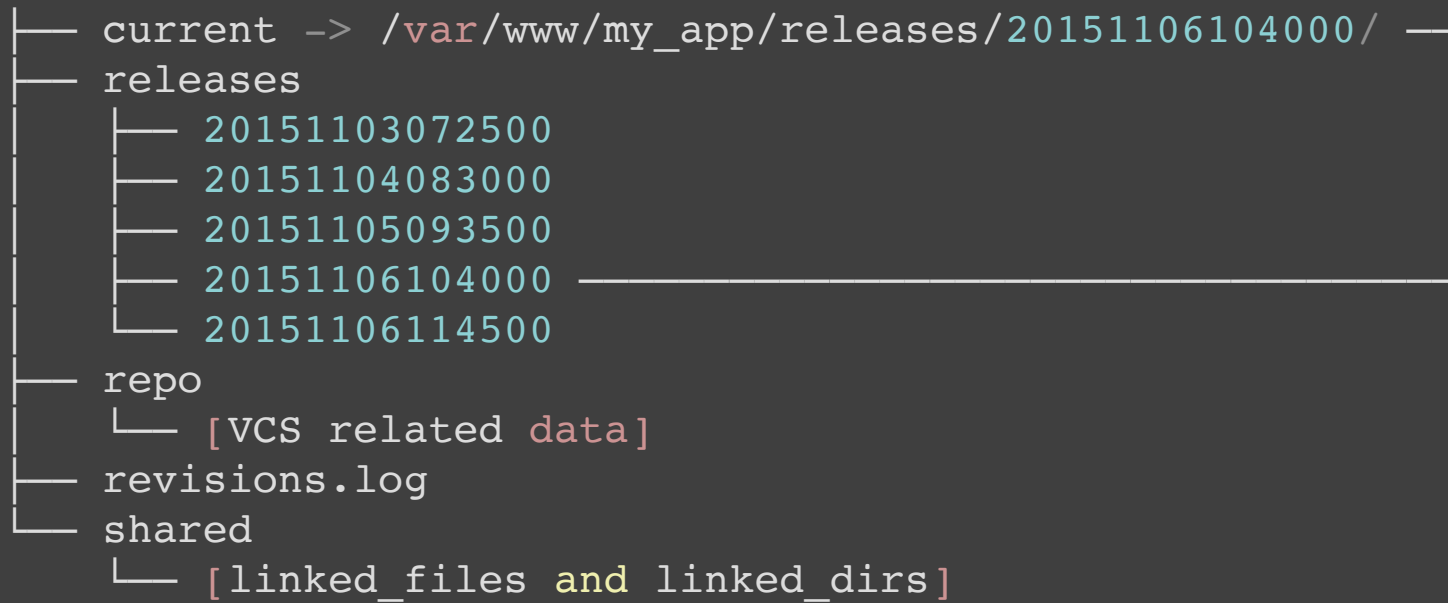 ├── current -> /var/www/my_app/releases/20151106104000/ ──
├── releases
│   ├── 20151103072500
│   ├── 20151104083000
│   ├── 20151105093500
│   ├── 20151106104000 ──────────────────
│   └── 20151106114500
├── repo
│   └── [VCS related data]
├── revisions.log
└── shared
    └── [linked_files and linked_dirs]